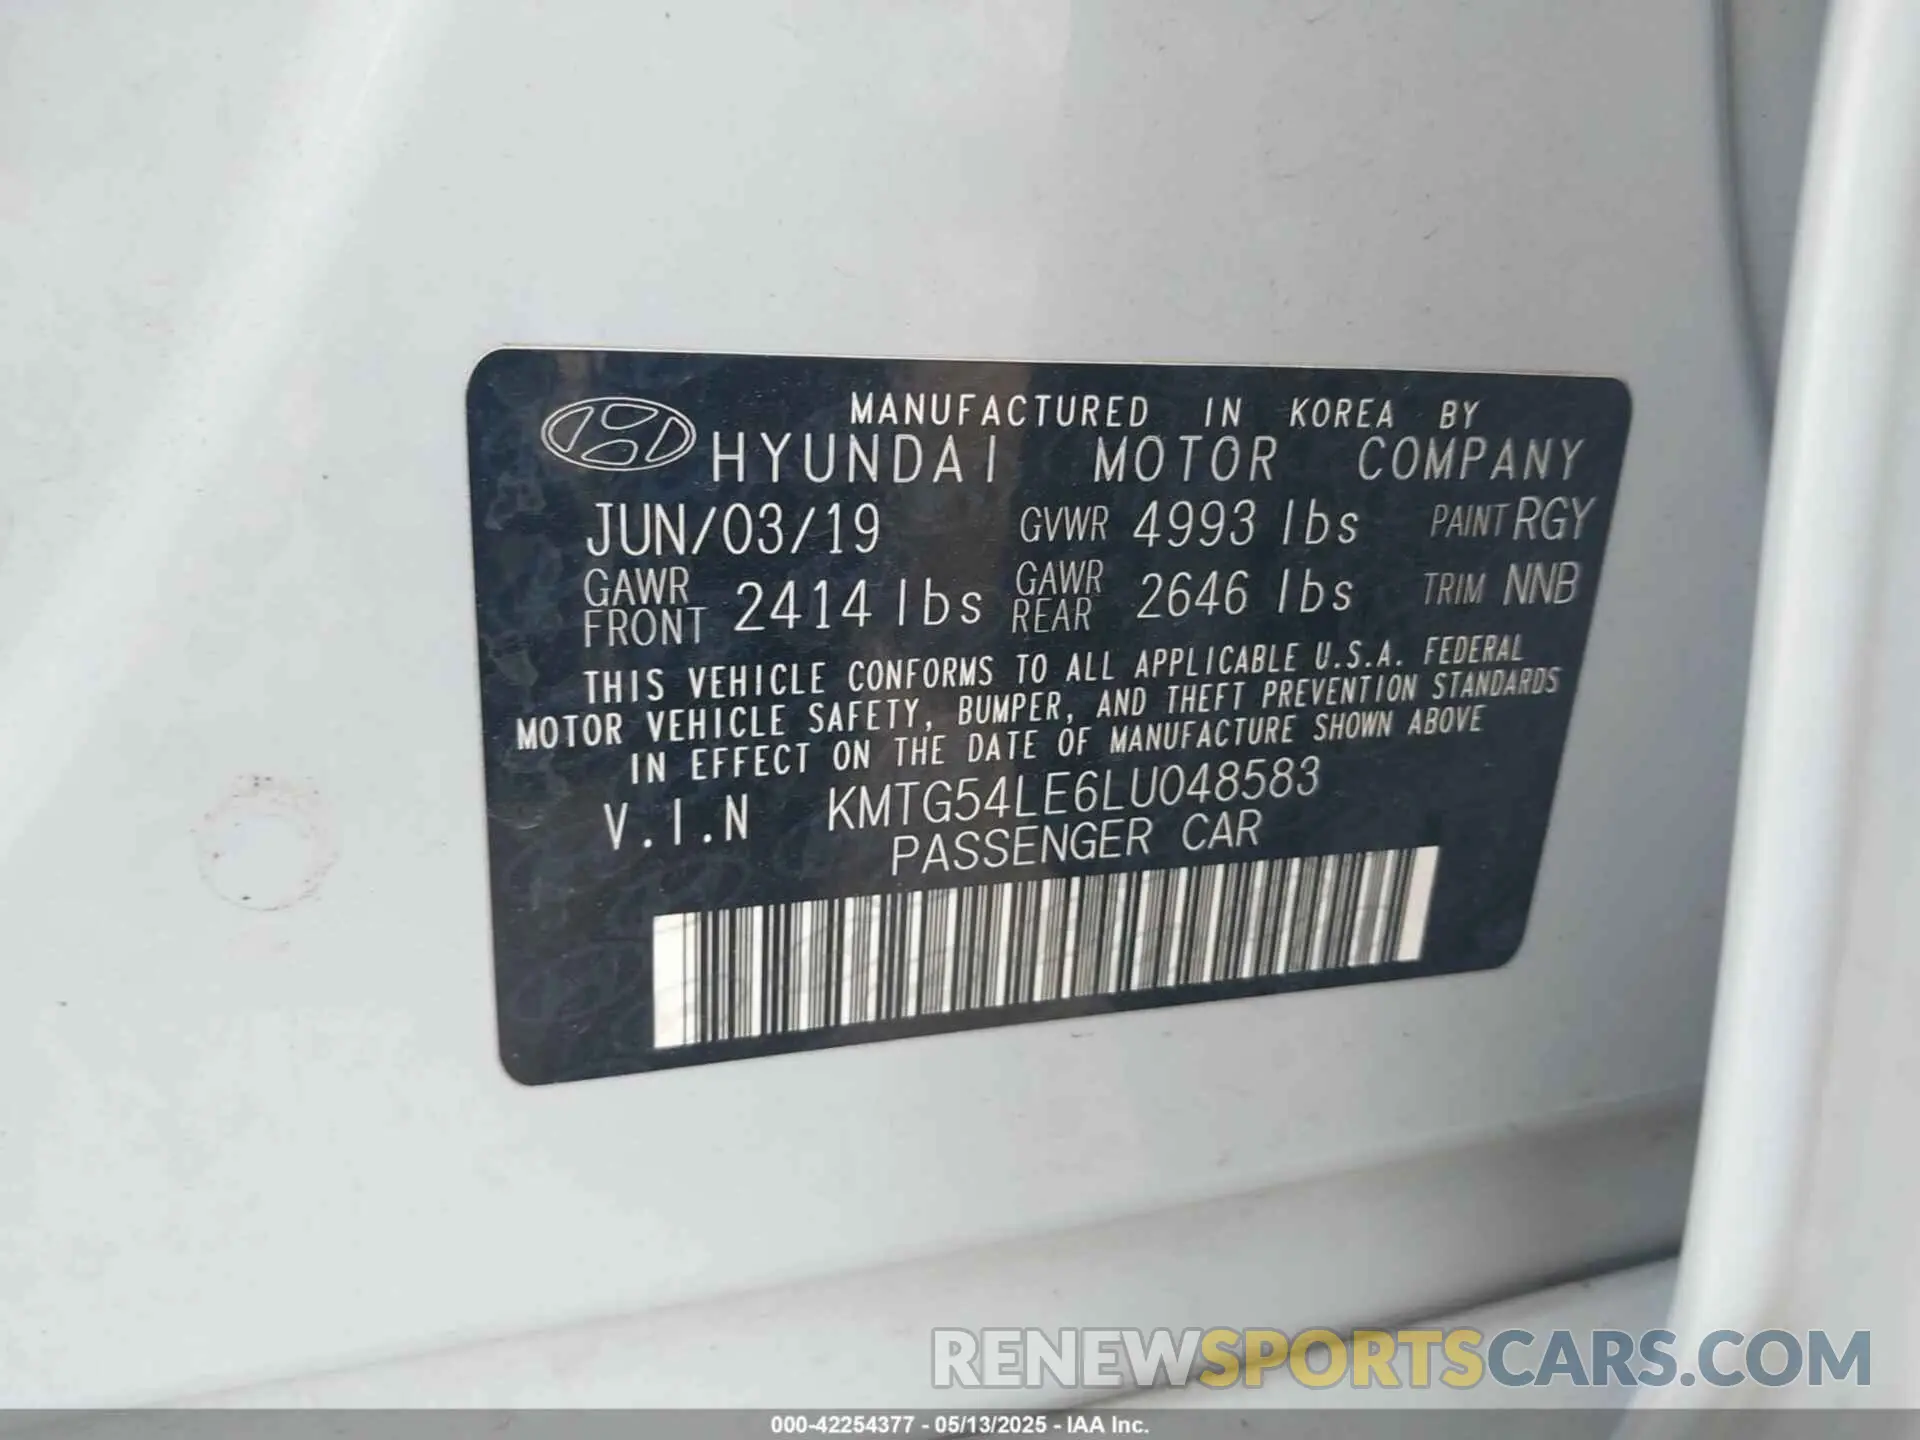 MANUFACTURED IN KOREA BY
HYUNDAI MOTOR COMPANY
JUN/03/19 GVWR 4993 lbs PAINT RGY
GAWR FRONT 2414 lbs GAWR REAR 2646 lbs TRIM NNB
THIS VEHICLE CONFORMS TO ALL APPLICABLE U.S.A. FEDERAL
MOTOR VEHICLE SAFETY, BUMPER, AND THEFT PREVENTION STANDARDS
IN EFFECT ON THE DATE OF MANUFACTURE SHOWN ABOVE
V.I.N KMTG54LE6LU048583
PASSENGER CAR
RENEWSPORTSCARS.COM
000-42254377 - 05/13/2025 - IAA Inc.